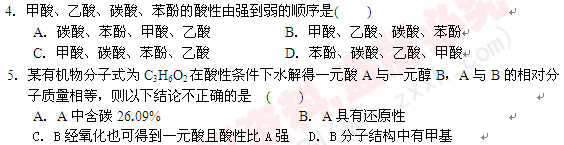 4．甲酸、乙酸、碳酸、苯酚的酸性由强到弱的顺序是(　　)
A．碳酸、苯酚、甲酸、乙酸　　B．甲酸、乙酸、碳酸、苯酚
C．甲酸、碳酸、苯酚、乙酸　　D．苯酚、碳酸、乙酸、甲酸
5．某有机物分子式为 C₃H₆O₂ 在酸性条件下水解得一元酸 A 与一元醇 B，A 与 B 的相对分
子质量相等，则以下结论不正确的是　(　　)
A．A 中含碳 26.09%　　B．A 具有还原性
C．B 经氧化也可得到一元酸且酸性比 A 强　D．B 分子结构中有甲基